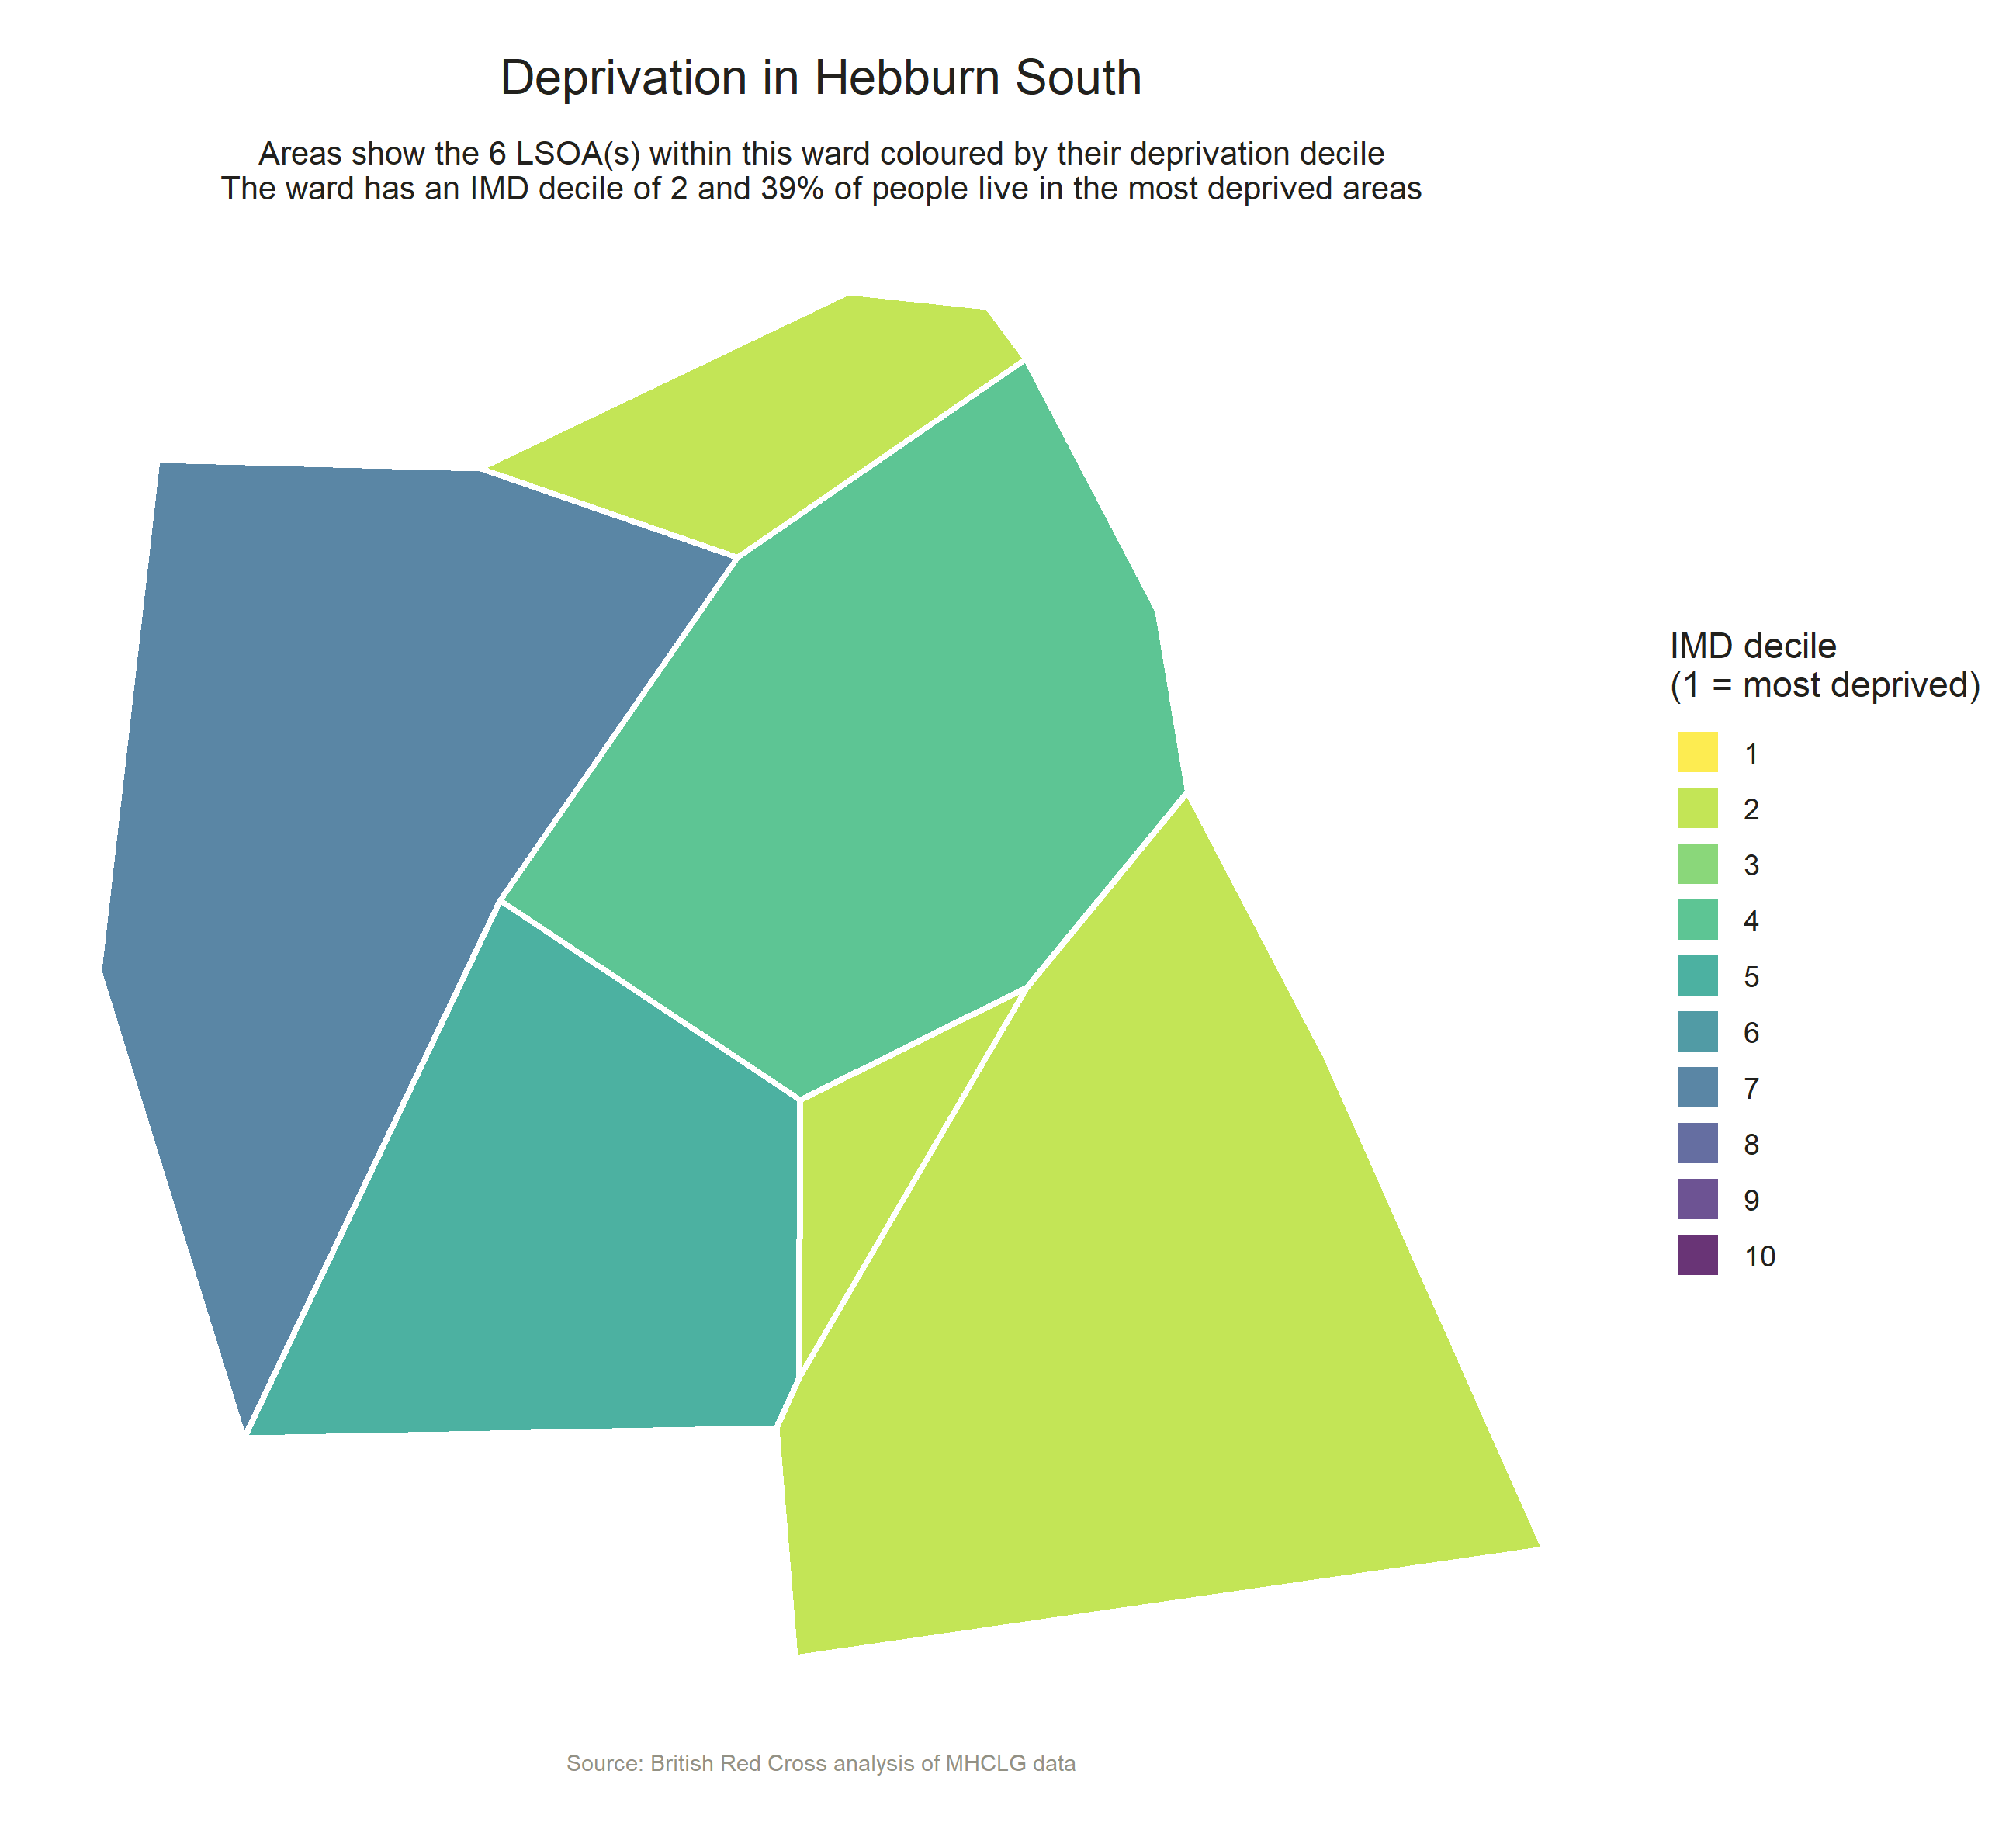 Deprivation in Hebburn South
Areas show the 6 LSOA(s) within this ward coloured by their deprivation decile
The ward has an IMD decile of 2 and 39% of people live in the most deprived areas
IMD decile
(1 = most deprived)
1
2
3
4
5
6
7
8
9
10
Source: British Red Cross analysis of MHCLG data